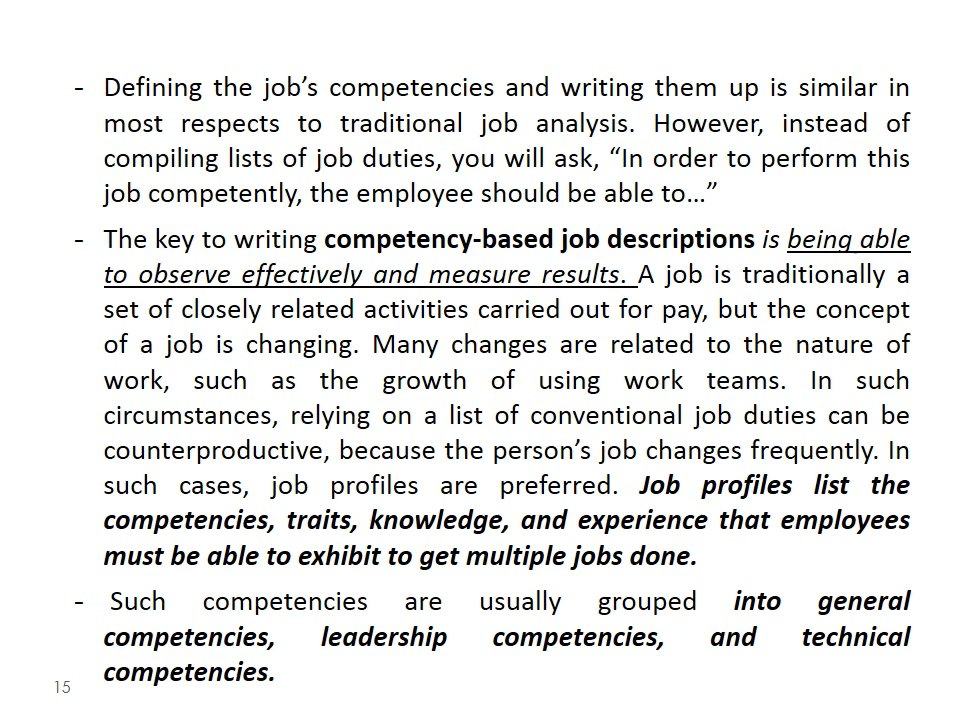 - Defining the job’s competencies and writing them up is similar in
most respects to traditional job analysis. However, instead of
compiling lists of job duties, you will ask, “In order to perform this
job competently, the employee should be able to…”
- The key to writing competency-based job descriptions is being able
to observe effectively and measure results. A job is traditionally a
set of closely related activities carried out for pay, but the concept
of a job is changing. Many changes are related to the nature of
work, such as the growth of using work teams. In such
circumstances, relying on a list of conventional job duties can be
counterproductive, because the person’s job changes frequently. In
such cases, job profiles are preferred. Job profiles list the
competencies, traits, knowledge, and experience that employees
must be able to exhibit to get multiple jobs done.
- Such competencies are usually grouped into general
competencies, leadership competencies, and technical
competencies.
15